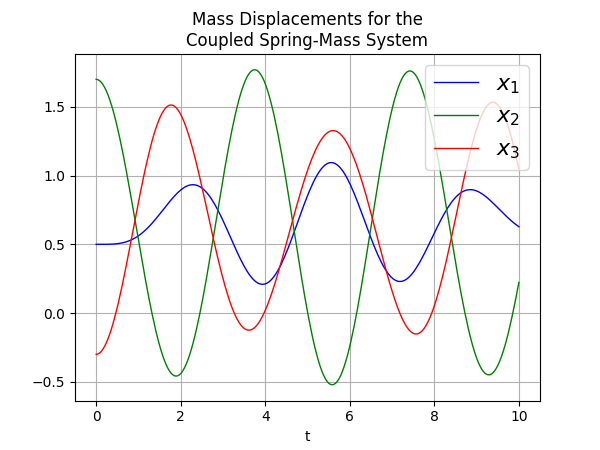 Mass Displacements for the
Coupled Spring-Mass System
x₁
x₂
x₃
1.5
1.0
0.5
0.0
−0.5
0 2 4 6 8 10
t